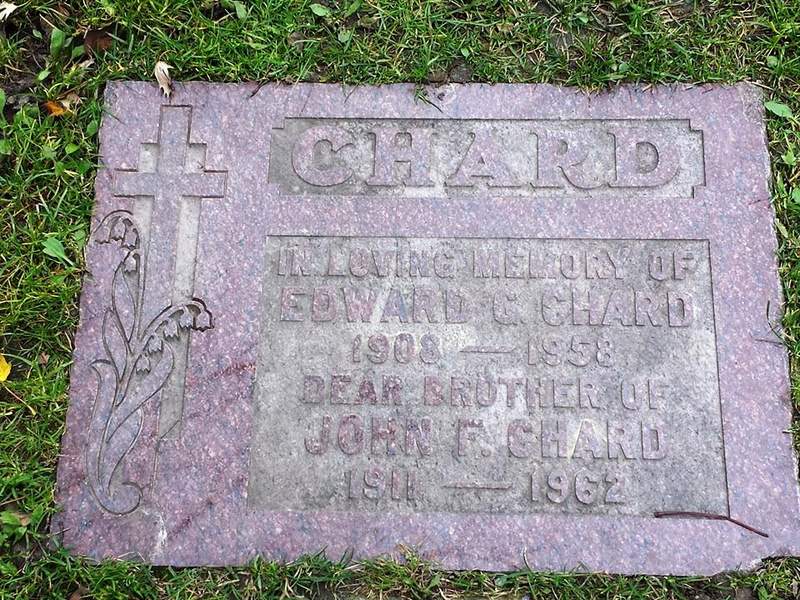 CHARD
IN LOVING MEMORY OF
EDWARD G. CHARD
1908 — 1958
DEAR BROTHER OF
JOHN F. CHARD
1911 — 1962